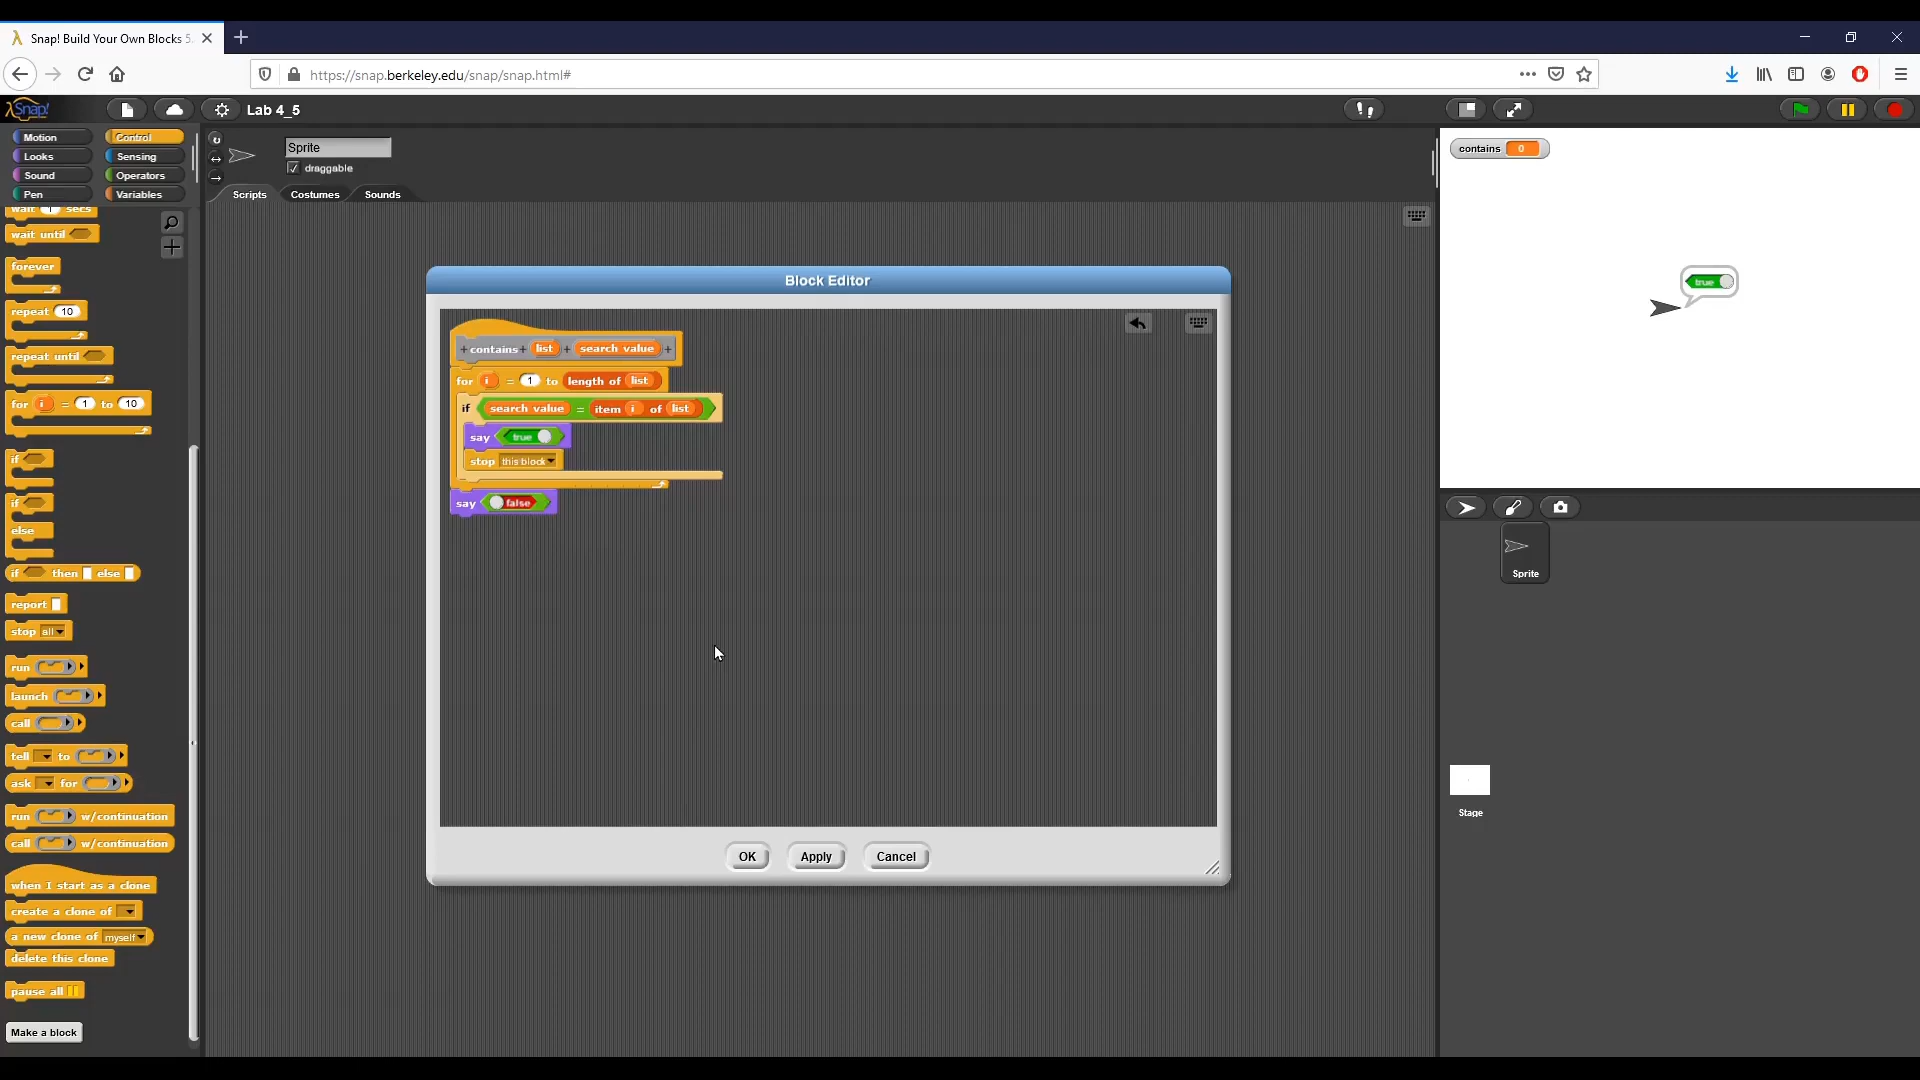 Snap! Build Your Own Blocks 5.
https://snap.berkeley.edu/snap/snap.html#
Snap!
Lab 4_5
Motion
Control
Looks
Sensing
Sound
Operators
Pen
Variables
Sprite
draggable
Scripts
Costumes
Sounds
wait 1 secs
wait until
forever
repeat 10
repeat until
for i = 1 to 10
if
if
else
if then else
report
stop all
run
launch
call
tell to
ask for
run w/continuation
call w/continuation
when I start as a clone
create a clone of
a new clone of myself
delete this clone
pause all
Make a block
Block Editor
+ contains + list + search value +
for i = 1 to length of list
if search value = item i of list
say true
stop this block
say false
OK
Apply
Cancel
contains 0
true
Sprite
Stage